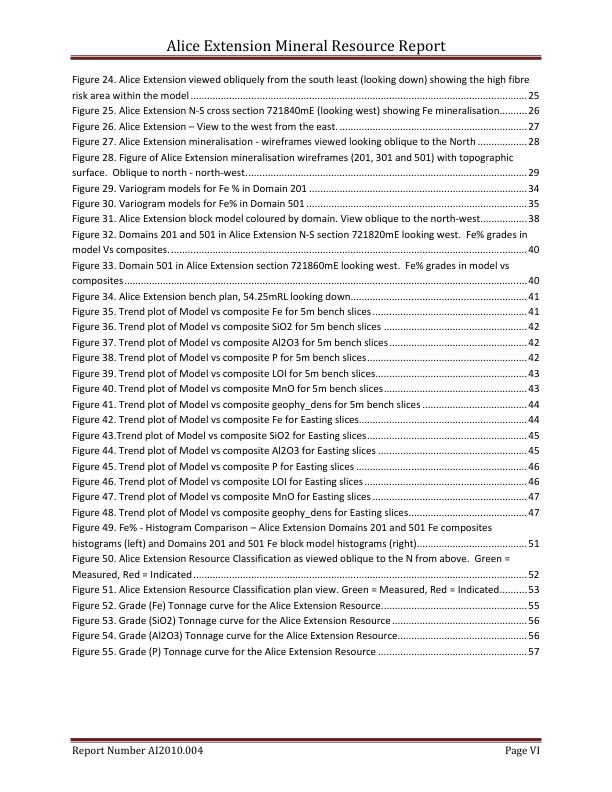 Alice Extension Mineral Resource Report
Figure 24. Alice Extension viewed obliquely from the south least (looking down) showing the high fibre
risk area within the model ..... 25
Figure 25. Alice Extension N-S cross section 721840mE (looking west) showing Fe mineralisation..... 26
Figure 26. Alice Extension – View to the west from the east. ..... 27
Figure 27. Alice Extension mineralisation - wireframes viewed looking oblique to the North ..... 28
Figure 28. Figure of Alice Extension mineralisation wireframes (201, 301 and 501) with topographic
surface.  Oblique to north - north-west. ..... 29
Figure 29. Variogram models for Fe % in Domain 201 ..... 34
Figure 30. Variogram models for Fe% in Domain 501 ..... 35
Figure 31. Alice Extension block model coloured by domain. View oblique to the north-west..... 38
Figure 32. Domains 201 and 501 in Alice Extension N-S section 721820mE looking west.  Fe% grades in
model Vs composites. ..... 40
Figure 33. Domain 501 in Alice Extension section 721860mE looking west.  Fe% grades in model vs
composites ..... 40
Figure 34. Alice Extension bench plan, 54.25mRL looking down..... 41
Figure 35. Trend plot of Model vs composite Fe for 5m bench slices ..... 41
Figure 36. Trend plot of Model vs composite SiO2 for 5m bench slices ..... 42
Figure 37. Trend plot of Model vs composite Al2O3 for 5m bench slices ..... 42
Figure 38. Trend plot of Model vs composite P for 5m bench slices..... 42
Figure 39. Trend plot of Model vs composite LOI for 5m bench slices..... 43
Figure 40. Trend plot of Model vs composite MnO for 5m bench slices..... 43
Figure 41. Trend plot of Model vs composite geophy_dens for 5m bench slices ..... 44
Figure 42. Trend plot of Model vs composite Fe for Easting slices..... 44
Figure 43.Trend plot of Model vs composite SiO2 for Easting slices..... 45
Figure 44. Trend plot of Model vs composite Al2O3 for Easting slices ..... 45
Figure 45. Trend plot of Model vs composite P for Easting slices ..... 46
Figure 46. Trend plot of Model vs composite LOI for Easting slices ..... 46
Figure 47. Trend plot of Model vs composite MnO for Easting slices ..... 47
Figure 48. Trend plot of Model vs composite geophy_dens for Easting slices..... 47
Figure 49. Fe% - Histogram Comparison – Alice Extension Domains 201 and 501 Fe composites
histograms (left) and Domains 201 and 501 Fe block model histograms (right)..... 51
Figure 50. Alice Extension Resource Classification as viewed oblique to the N from above.  Green =
Measured, Red = Indicated ..... 52
Figure 51. Alice Extension Resource Classification plan view. Green = Measured, Red = Indicated..... 53
Figure 52. Grade (Fe) Tonnage curve for the Alice Extension Resource..... 55
Figure 53. Grade (SiO2) Tonnage curve for the Alice Extension Resource ..... 56
Figure 54. Grade (Al2O3) Tonnage curve for the Alice Extension Resource..... 56
Figure 55. Grade (P) Tonnage curve for the Alice Extension Resource ..... 57
Report Number AI2010.004 Page VI